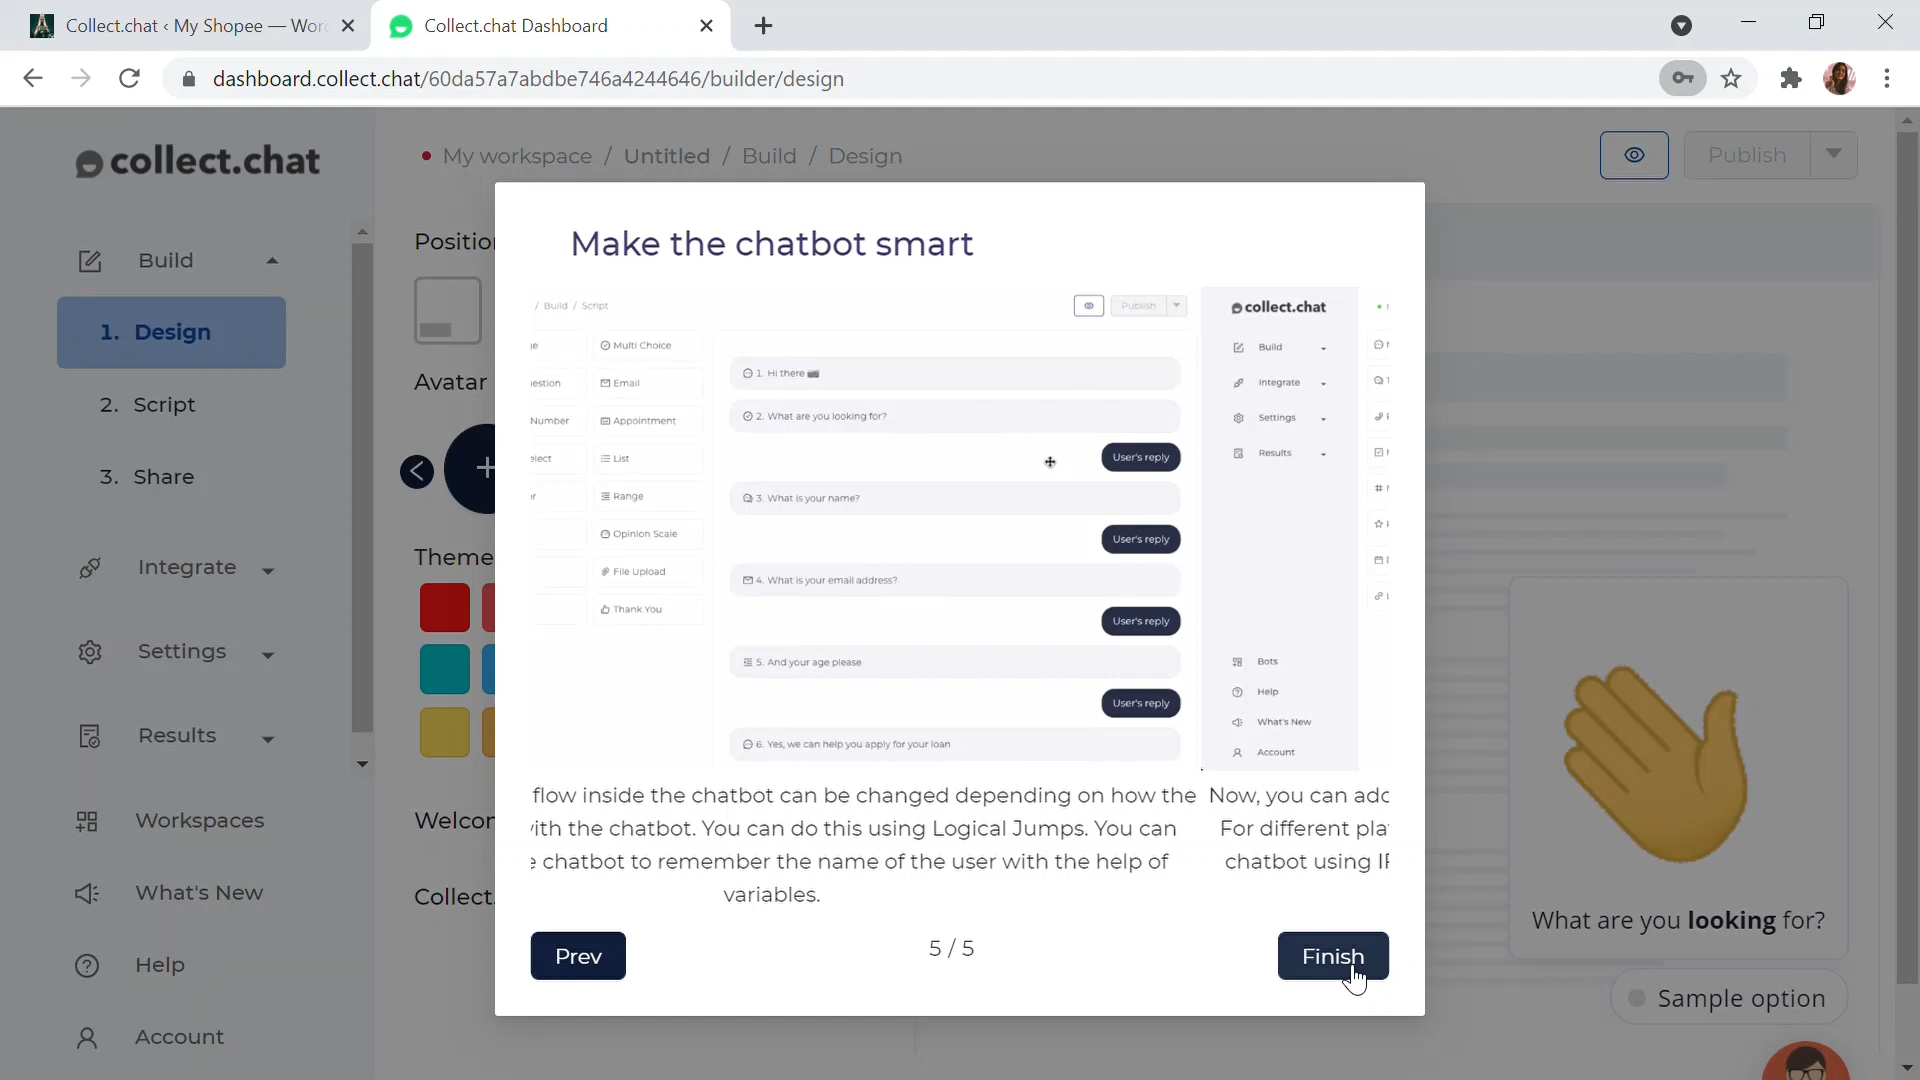 Collect.chat ‹ My Shopee — Wor
Collect.chat Dashboard
dashboard.collect.chat/60da57a7abdbe746a4244646/builder/design
collect.chat
My workspace / Untitled / Build / Design
Publish
Build
1. Design
2. Script
3. Share
Integrate
Settings
Results
Workspaces
What's New
Help
Account
Position
Avatar
Theme
Welcom
Collect.
Make the chatbot smart
/ Build / Script
Publish
Multi Choice
estion
Email
Number
Appointment
elect
List
Range
Opinion Scale
File Upload
Thank You
1. Hi there
2. What are you looking for?
User's reply
3. What is your name?
User's reply
4. What is your email address?
User's reply
5. And your age please
User's reply
6. Yes, we can help you apply for your loan
collect.chat
Build
Integrate
Settings
Results
Bots
Help
What's New
Account
flow inside the chatbot can be changed depending on how the
ith the chatbot. You can do this using Logical Jumps. You can
e chatbot to remember the name of the user with the help of
variables.
Now, you can add
For different pla
chatbot using IF
Prev
5 / 5
Finish
What are you looking for?
Sample option